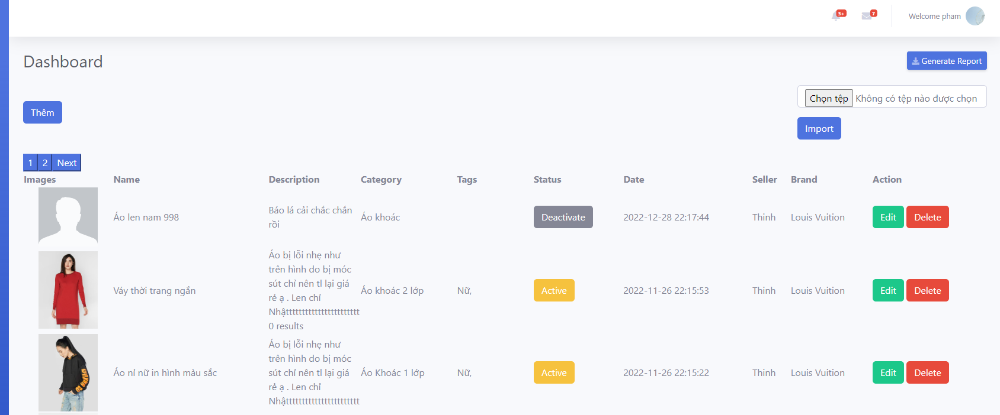 3+
7
Welcome pham
Dashboard
Generate Report
Chọn tệp Không có tệp nào được chọn
Thêm
Import
1 2 Next
Images Name Description Category Tags Status Date Seller Brand Action
Áo len nam 998
Báo lá cải chắc chắn
rồi
Áo khoác
Deactivate
2022-12-28 22:17:44
Thinh
Louis Vuition
Edit
Delete
Váy thời trang ngắn
Áo bị lỗi nhẹ như
trên hình do bị móc
sút chỉ nên tl lại giá
rẻ ạ . Len chỉ
Nhậttttttttttttttttttttttt
0 results
Áo khoác 2 lớp
Nữ,
Active
2022-11-26 22:15:53
Thinh
Louis Vuition
Edit
Delete
Áo nỉ nữ in hình màu sắc
Áo bị lỗi nhẹ như
trên hình do bị móc
sút chỉ nên tl lại giá
rẻ ạ . Len chỉ
Nhậttttttttttttttttttttttt
Áo Khoác 1 lớp
Nữ,
Active
2022-11-26 22:15:22
Thinh
Louis Vuition
Edit
Delete